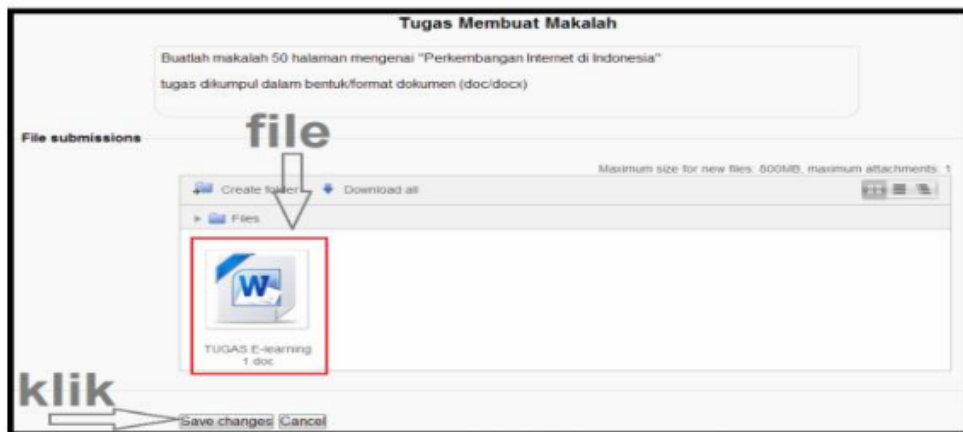 Tugas Membuat Makalah
Buatlah makalah 50 halaman mengenai "Perkembangan Internet di Indonesia"
tugas dikumpul dalam bentuk/format dokumen (doc/docx)
File submissions
file
Maximum size for new files: 800MB, maximum attachments: 1
Create folder Download all
Files
W
TUGAS E-learning
1.doc
klik
Save changes Cancel